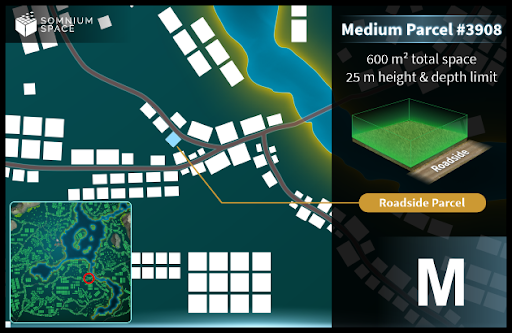 SOMNIUM
SPACE
Medium Parcel #3908
600 m² total space
25 m height & depth limit
Roadside
Roadside Parcel
M